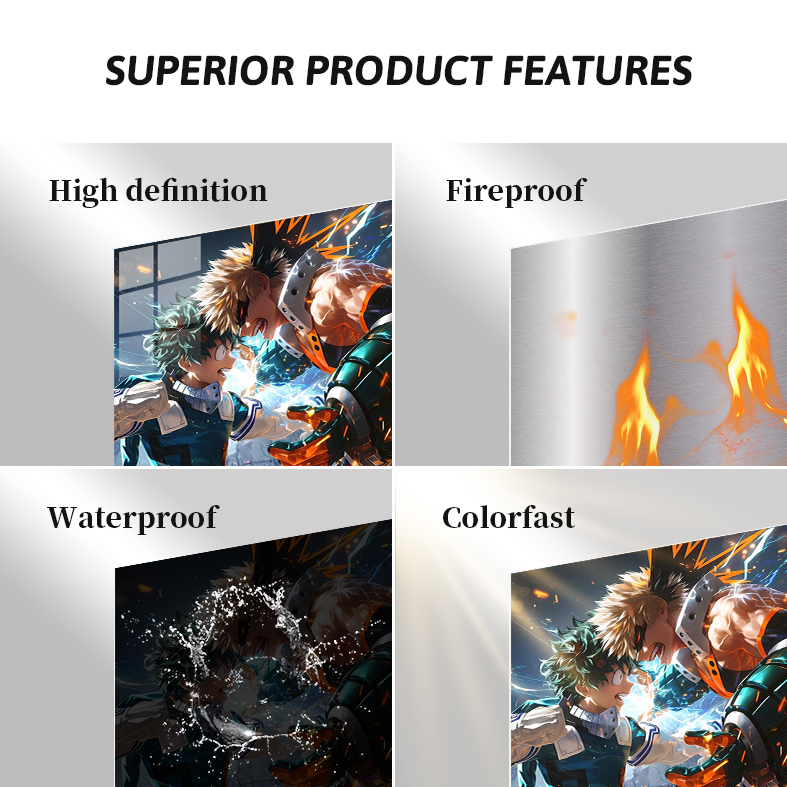 SUPERIOR PRODUCT FEATURES
High definition
Fireproof
Waterproof
Colorfast